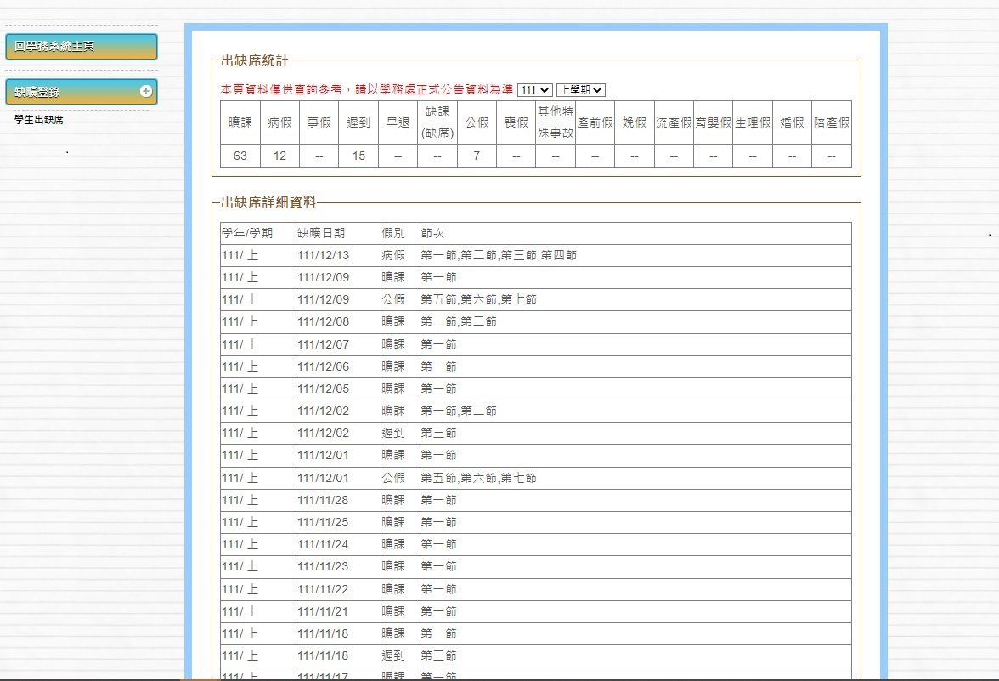 回學務系統主頁
缺曠登錄
學生出缺席
出缺席統計
本頁資料僅供查詢參考，請以學務處正式公告資料為準 111 上學期
曠課 病假 事假 遲到 早退 缺課(缺席) 公假 喪假 其他特殊事故 產前假 娩假 流產假 育嬰假 生理假 婚假 陪產假
63 12 -- 15 -- -- 7 -- -- -- -- -- -- -- -- --
出缺席詳細資料
學年/學期 缺曠日期 假別 節次
111/ 上 111/12/13 病假 第一節,第二節,第三節,第四節
111/ 上 111/12/09 曠課 第一節
111/ 上 111/12/09 公假 第五節,第六節,第七節
111/ 上 111/12/08 曠課 第一節,第二節
111/ 上 111/12/07 曠課 第一節
111/ 上 111/12/06 曠課 第一節
111/ 上 111/12/05 曠課 第一節
111/ 上 111/12/02 曠課 第一節,第二節
111/ 上 111/12/02 遲到 第三節
111/ 上 111/12/01 曠課 第一節
111/ 上 111/12/01 公假 第五節,第六節,第七節
111/ 上 111/11/28 曠課 第一節
111/ 上 111/11/25 曠課 第一節
111/ 上 111/11/24 曠課 第一節
111/ 上 111/11/23 曠課 第一節
111/ 上 111/11/22 曠課 第一節
111/ 上 111/11/21 曠課 第一節
111/ 上 111/11/18 曠課 第一節
111/ 上 111/11/18 遲到 第三節
111/ 上 111/11/17 曠課 第一節